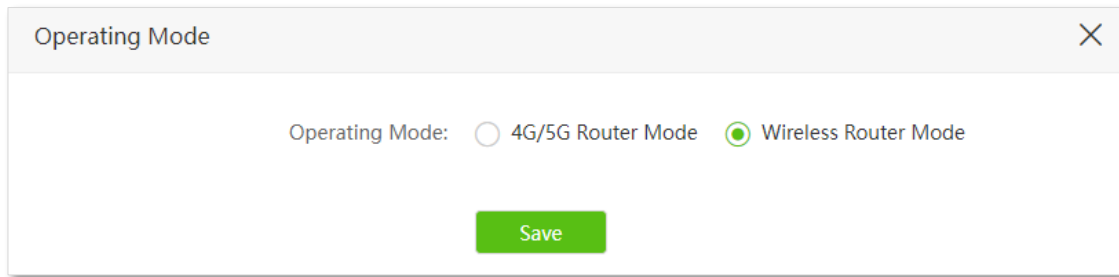 Operating Mode
Operating Mode: 4G/5G Router Mode Wireless Router Mode
Save